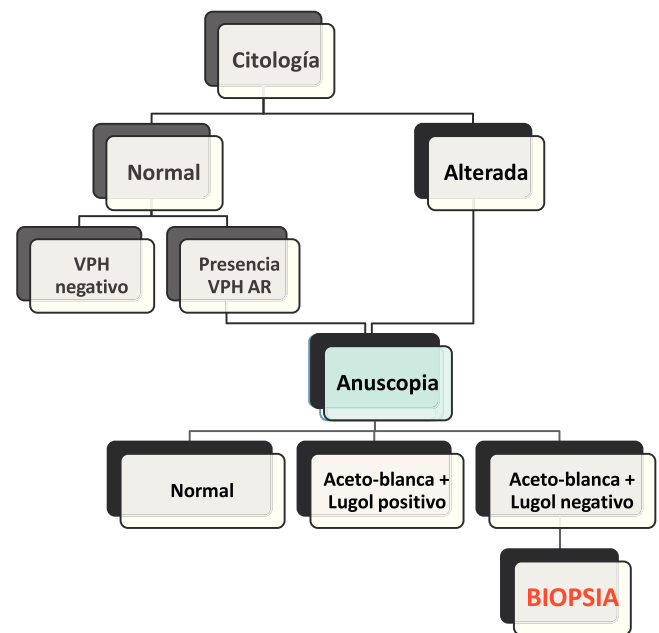 Citología
Normal
Alterada
VPH
negativo
Presencia
VPH AR
Anuscopia
Normal
Aceto-blanca +
Lugol positivo
Aceto-blanca +
Lugol negativo
BIOPSIA